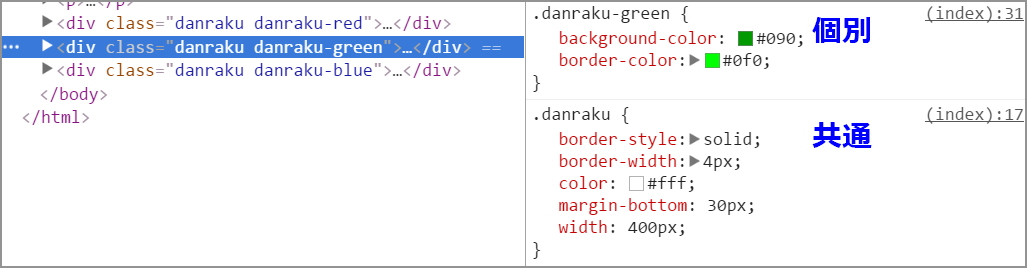 ▶<p>…</p>
▶<div class="danraku danraku-red">…</div>
…▶<div class="danraku danraku-green">…</div> ==
▶<div class="danraku danraku-blue">…</div>
</body>
</html>
.danraku-green { (index):31
background-color: #090; 個別
border-color:▶#0f0;
}
.danraku { (index):17
共通
border-style:▶solid;
border-width:▶4px;
color: #fff;
margin-bottom: 30px;
width: 400px;
}